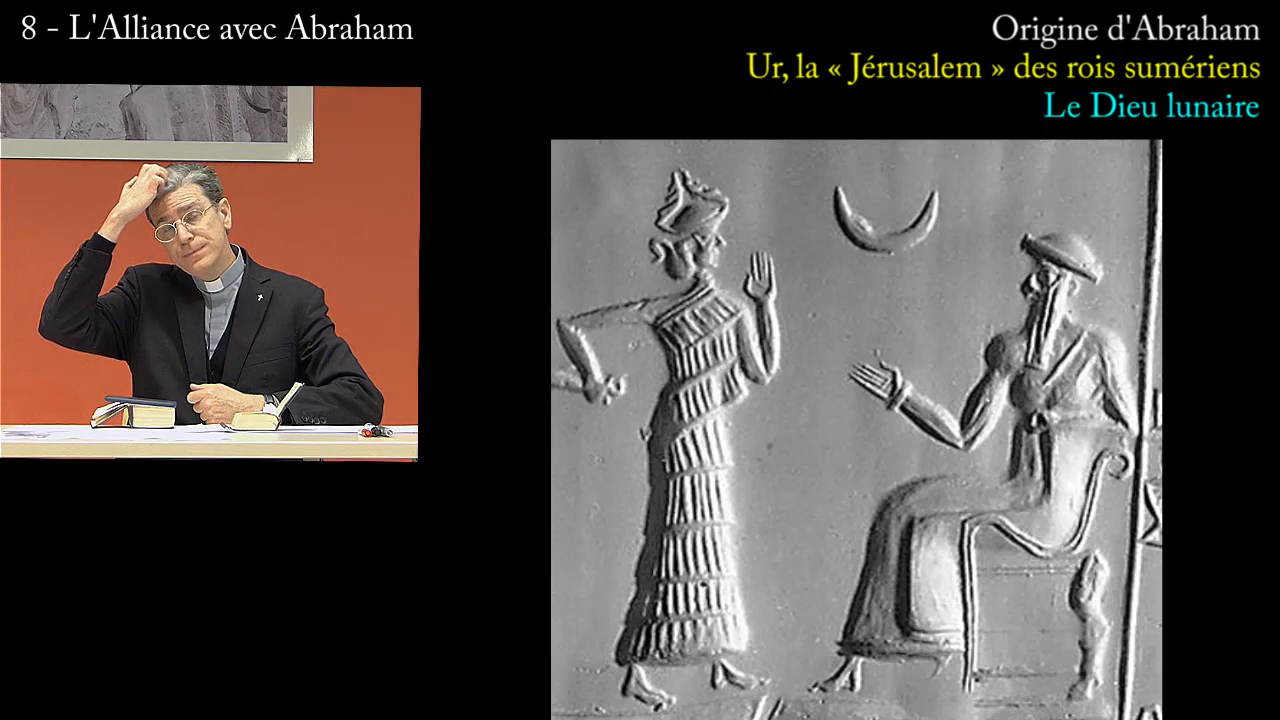 8 - L'Alliance avec Abraham
Origine d'Abraham
Ur, la « Jérusalem » des rois sumériens
Le Dieu lunaire